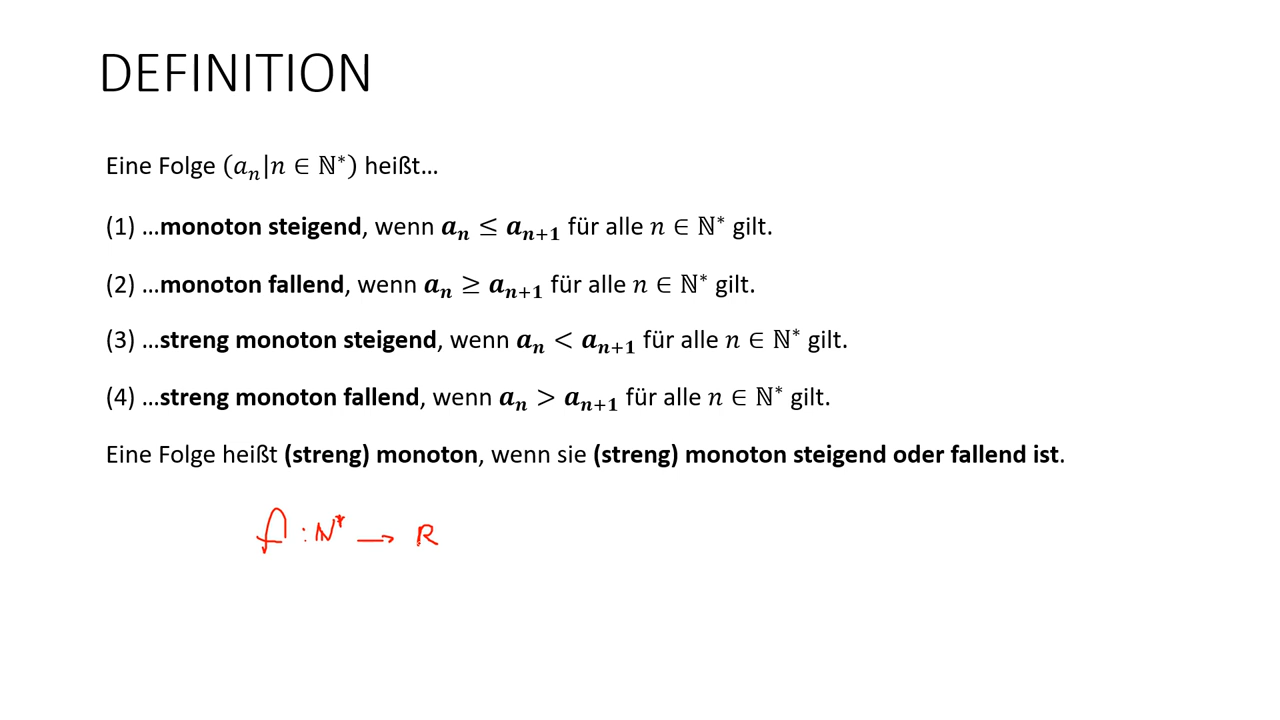 DEFINITION
Eine Folge (aₙ|n ∈ ℕ*) heißt...
(1) ...monoton steigend, wenn aₙ ≤ aₙ₊₁ für alle n ∈ ℕ* gilt.
(2) ...monoton fallend, wenn aₙ ≥ aₙ₊₁ für alle n ∈ ℕ* gilt.
(3) ...streng monoton steigend, wenn aₙ < aₙ₊₁ für alle n ∈ ℕ* gilt.
(4) ...streng monoton fallend, wenn aₙ > aₙ₊₁ für alle n ∈ ℕ* gilt.
Eine Folge heißt (streng) monoton, wenn sie (streng) monoton steigend oder fallend ist.
f : N* → R